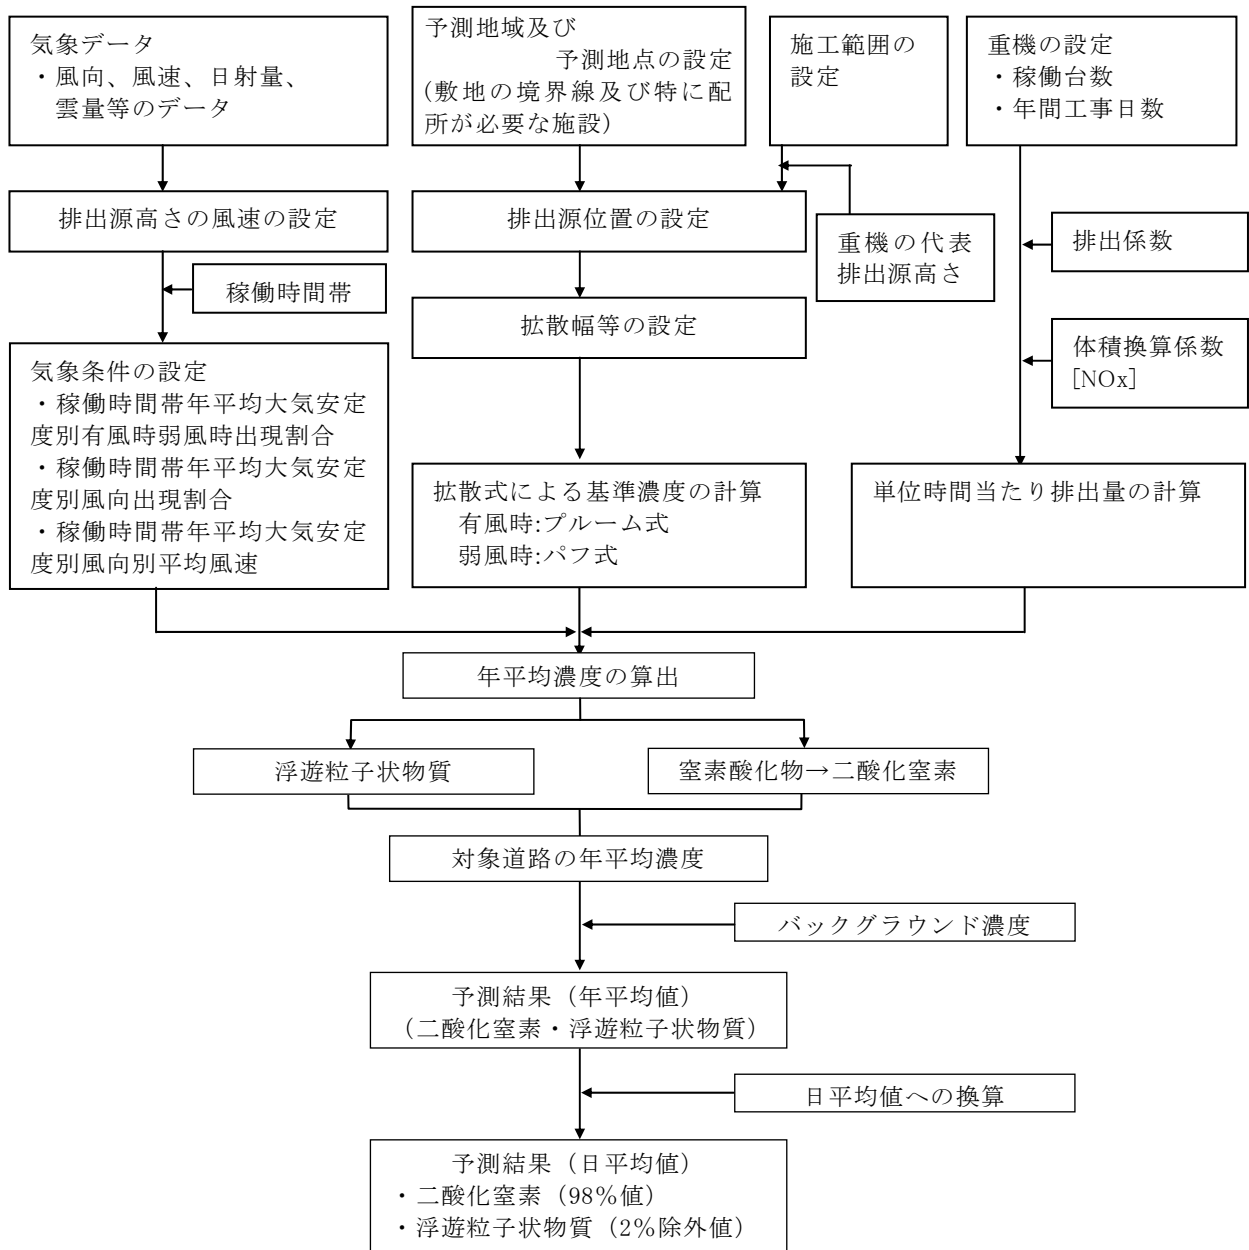 気象データ
・風向、風速、日射量、
雲量等のデータ
予測地域及び
予測地点の設定
(敷地の境界線及び特に配
所が必要な施設)
施工範囲の
設定
重機の設定
・稼働台数
・年間工事日数
排出源高さの風速の設定
排出源位置の設定
重機の代表
排出源高さ
排出係数
稼働時間帯
拡散幅等の設定
体積換算係数
[NOx]
気象条件の設定
・稼働時間帯年平均大気安定
度別有風時弱風時出現割合
・稼働時間帯年平均大気安定
度別風向出現割合
・稼働時間帯年平均大気安定
度別風向別平均風速
拡散式による基準濃度の計算
有風時:プルーム式
弱風時:パフ式
単位時間当たり排出量の計算
年平均濃度の算出
浮遊粒子状物質
窒素酸化物→二酸化窒素
対象道路の年平均濃度
バックグラウンド濃度
予測結果（年平均値）
（二酸化窒素・浮遊粒子状物質）
日平均値への換算
予測結果（日平均値）
・二酸化窒素（98％値）
・浮遊粒子状物質（2％除外値）